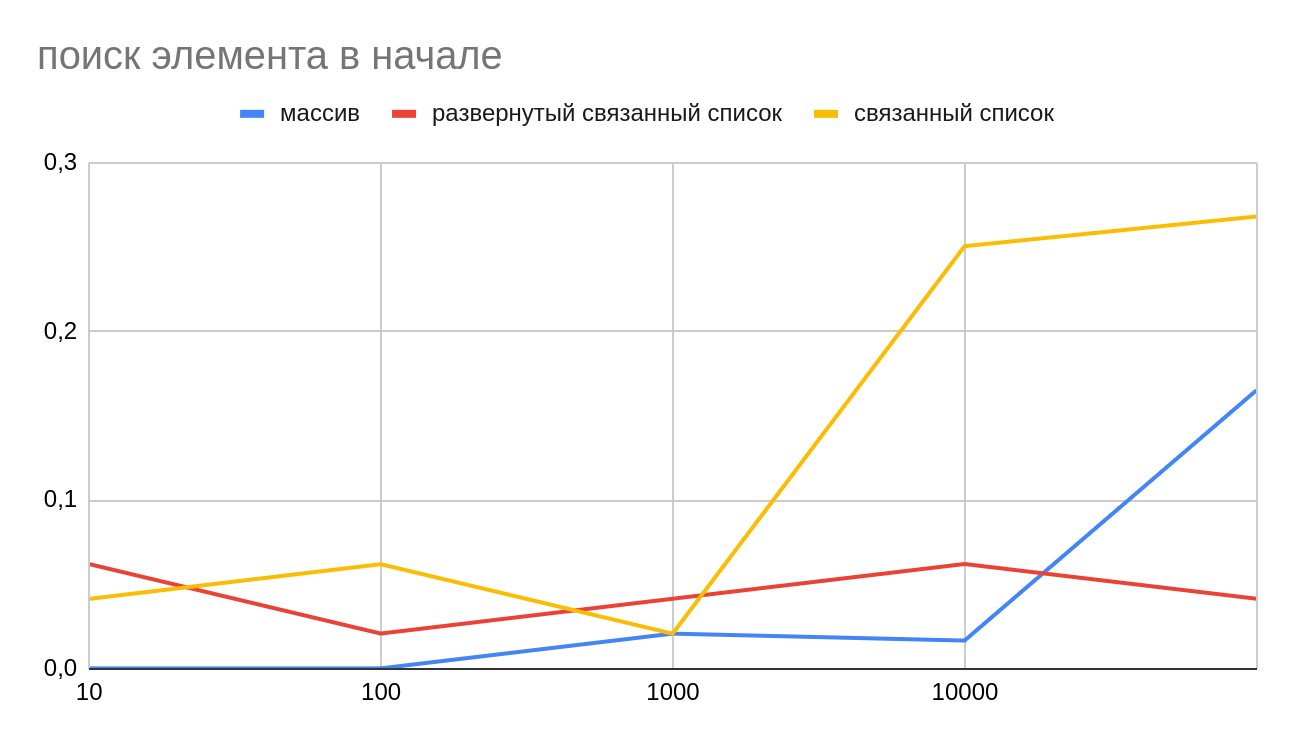 поиск элемента в начале
массив развернутый связанный список связанный список
0,3
0,2
0,1
0,0
10 100 1000 10000